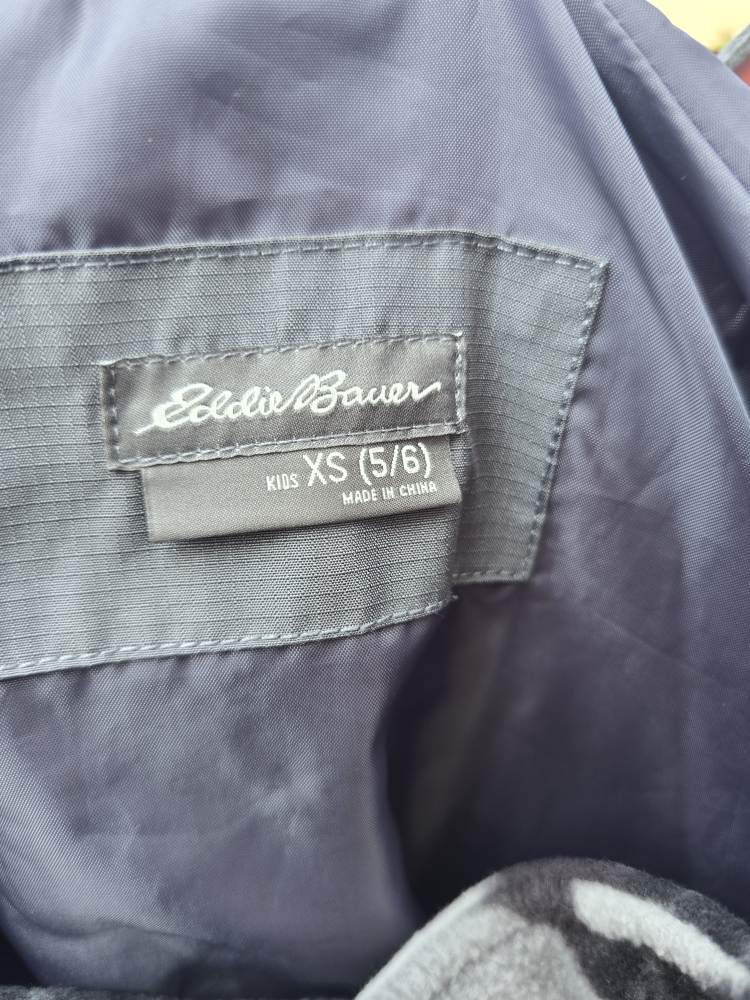 Eddie Bauer
KIDS XS (5/6)
MADE IN CHINA